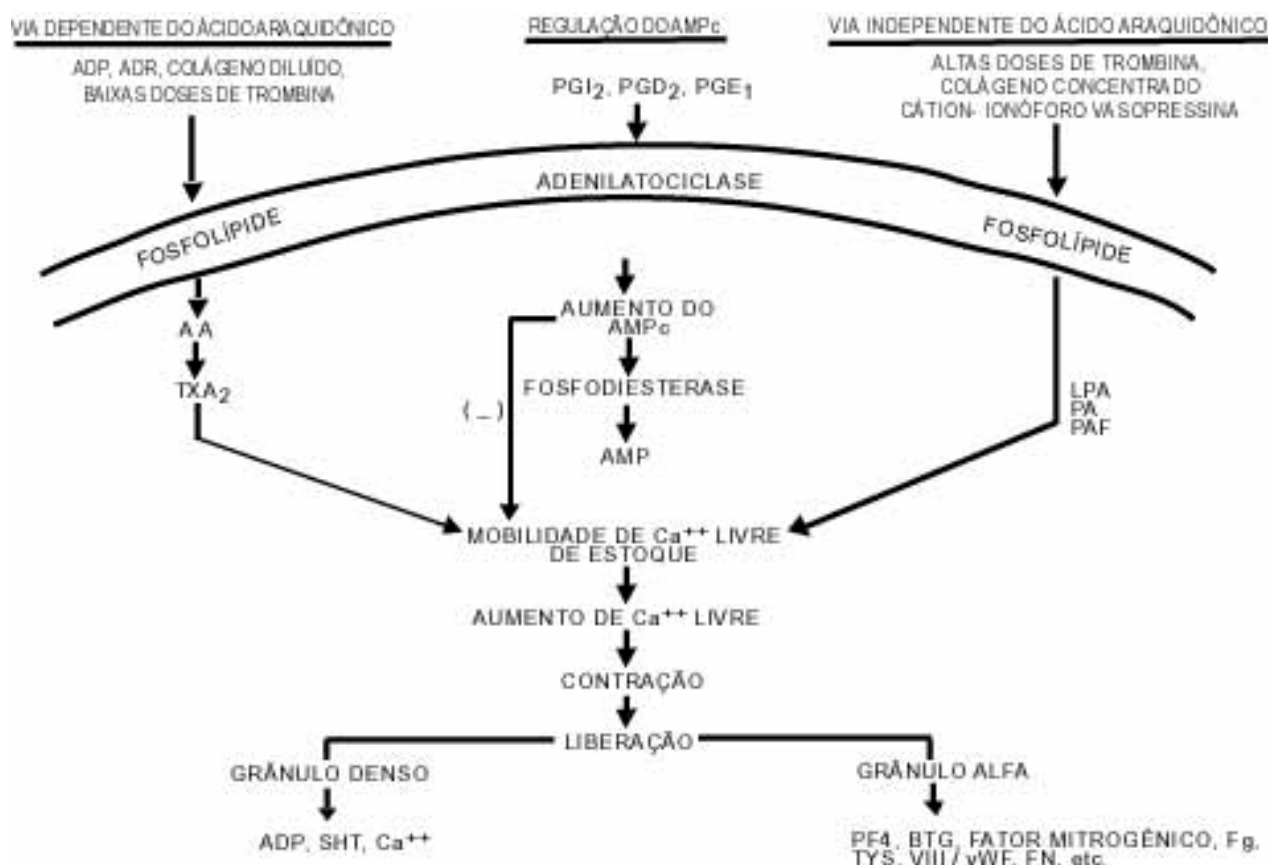 VIA DEPENDENTE DO ÁCIDO ARAQUIDÔNICO
ADP, ADR, COLÁGENO DILUÍDO,
BAIXAS DOSES DE TROMBINA
REGULAÇÃO DO AMPc
PGI2, PGD2, PGE1
VIA INDEPENDENTE DO ÁCIDO ARAQUIDÔNICO
ALTAS DOSES DE TROMBINA,
COLÁGENO CONCENTRADO
CÁTION- IONÓFORO VASOPRESSINA
ADENILATOCICLASE
FOSFOLÍPIDE
FOSFOLÍPIDE
AA
TXA2
AUMENTO DO
AMPc
FOSFODIESTERASE
AMP
( _ )
LPA
PA
PAF
MOBILIDADE DE Ca++ LIVRE
DE ESTOQUE
AUMENTO DE Ca++ LIVRE
CONTRAÇÃO
LIBERAÇÃO
GRÂNULO DENSO
ADP, SHT, Ca++
GRÂNULO ALFA
PF4, BTG, FATOR MITROGÊNICO, Fg,
TYS, VIII / vWF, FN, etc